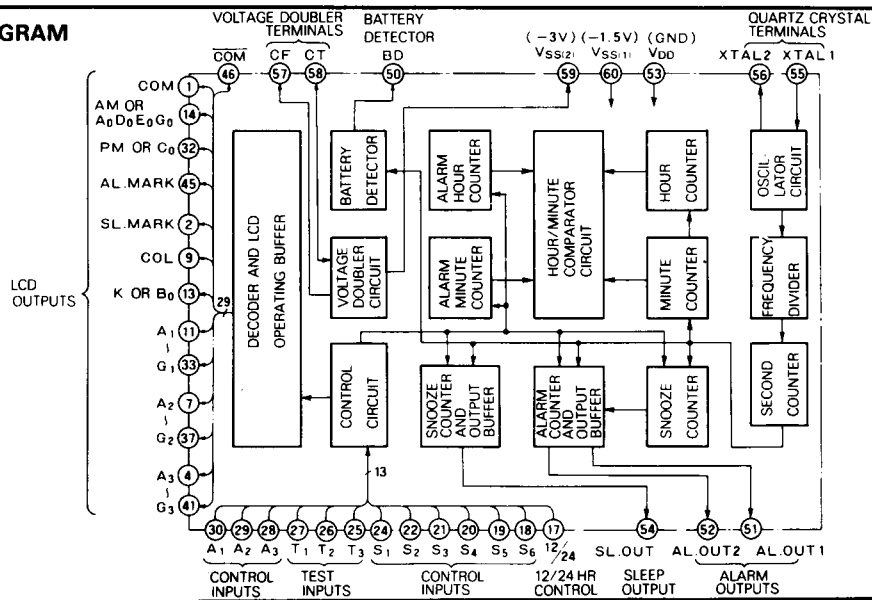 GRAM
VOLTAGE DOUBLER
TERMINALS
BATTERY
DETECTOR
QUARTZ CRYSTAL
TERMINALS
(−3V) (−1.5V) (GND)
COM CF CT BD VSS(2) VSS(1) VDD XTAL2 XTAL1
46 57 58 50 59 60 53 56 55
COM 1
AM OR
A0D0E0G0 14
PM OR C0 32
AL.MARK 45
SL.MARK 2
COL 9
K OR B0 13
A1 11
~
G1 33
A2 7
~
G2 37
A3 4
~
G3 41
LCD
OUTPUTS
29
DECODER AND LCD
OPERATING BUFFER
BATTERY
DETECTOR
VOLTAGE
DOUBLER
CIRCUIT
CONTROL
CIRCUIT
ALARM
HOUR
COUNTER
ALARM
MINUTE
COUNTER
HOUR/MINUTE
COMPARATOR
CIRCUIT
HOUR
COUNTER
MINUTE
COUNTER
OSCIL-
LATOR
CIRCUIT
FREQUENCY
DIVIDER
SECOND
COUNTER
SNOOZE
COUNTER
AND OUTPUT
BUFFER
ALARM
COUNTER
AND OUTPUT
BUFFER
SNOOZE
COUNTER
13
30 29 28 27 26 25 24 22 21 20 19 18 17 54 52 51
A1 A2 A3 T1 T2 T3 S1 S2 S3 S4 S5 S6 12/24 SL.OUT AL.OUT2 AL.OUT1
CONTROL
INPUTS
TEST
INPUTS
CONTROL
INPUTS
12/24 HR
CONTROL
SLEEP
OUTPUT
ALARM
OUTPUTS